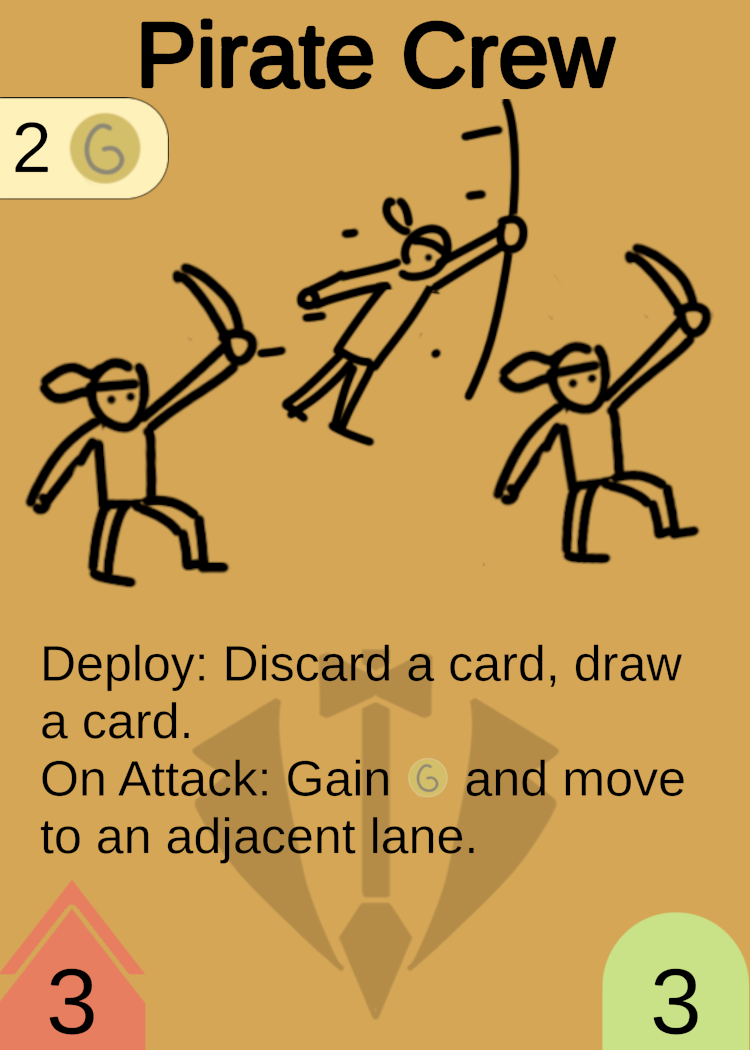 Pirate Crew
2 G
Deploy: Discard a card, draw
a card.
On Attack: Gain G and move
to an adjacent lane.
3
3